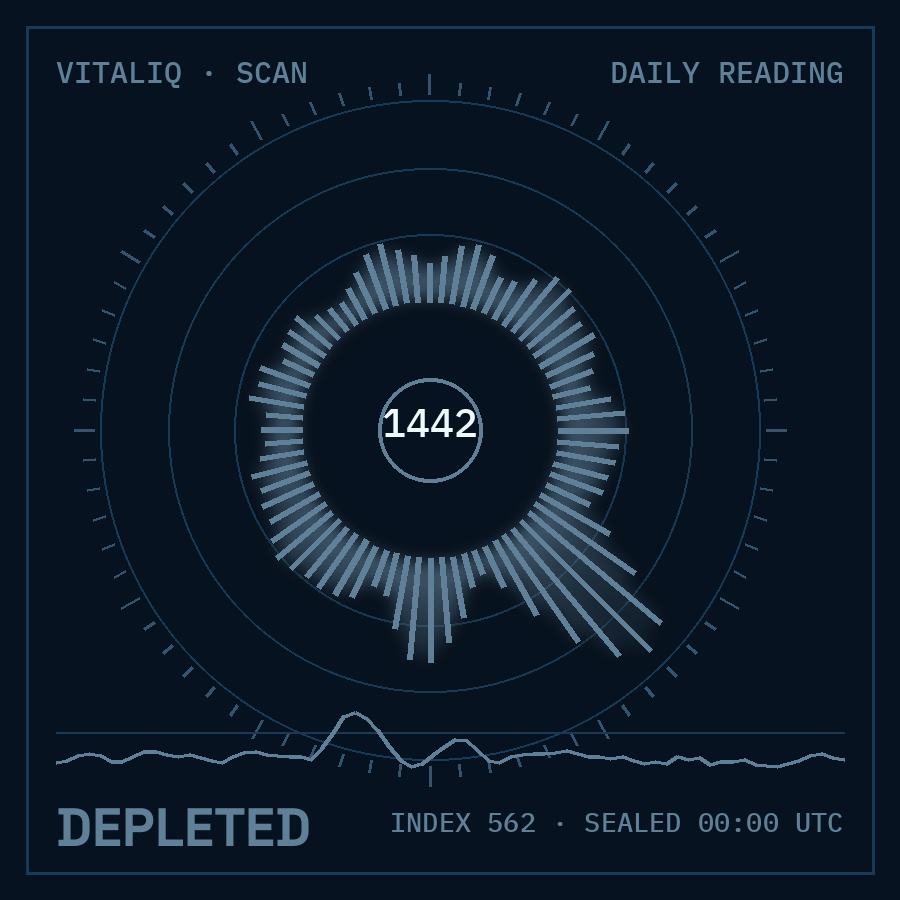 VITALIQ · SCAN
DAILY READING
1442
DEPLETED
INDEX 562 · SEALED 00:00 UTC